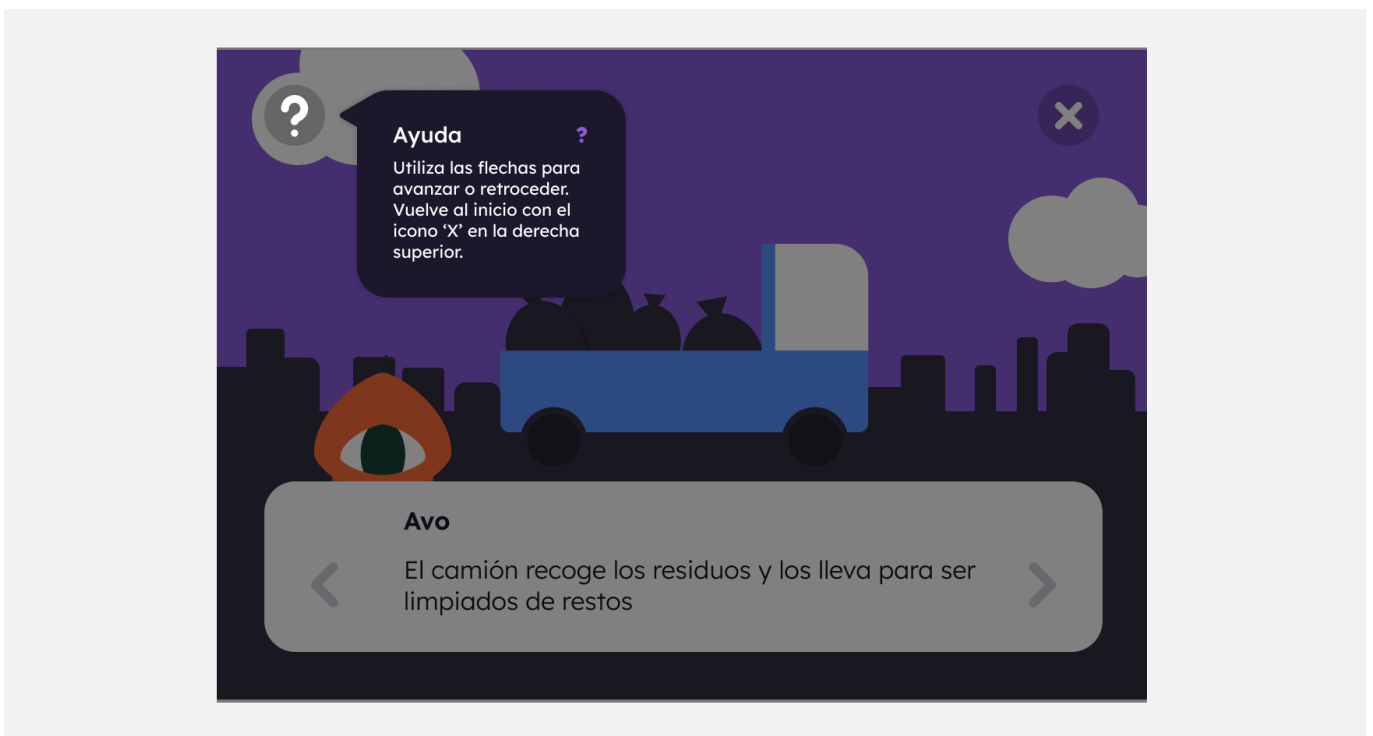 ?
Ayuda ?
Utiliza las flechas para
avanzar o retroceder.
Vuelve al inicio con el
icono ‘X’ en la derecha
superior.
Avo
El camión recoge los residuos y los lleva para ser
limpiados de restos